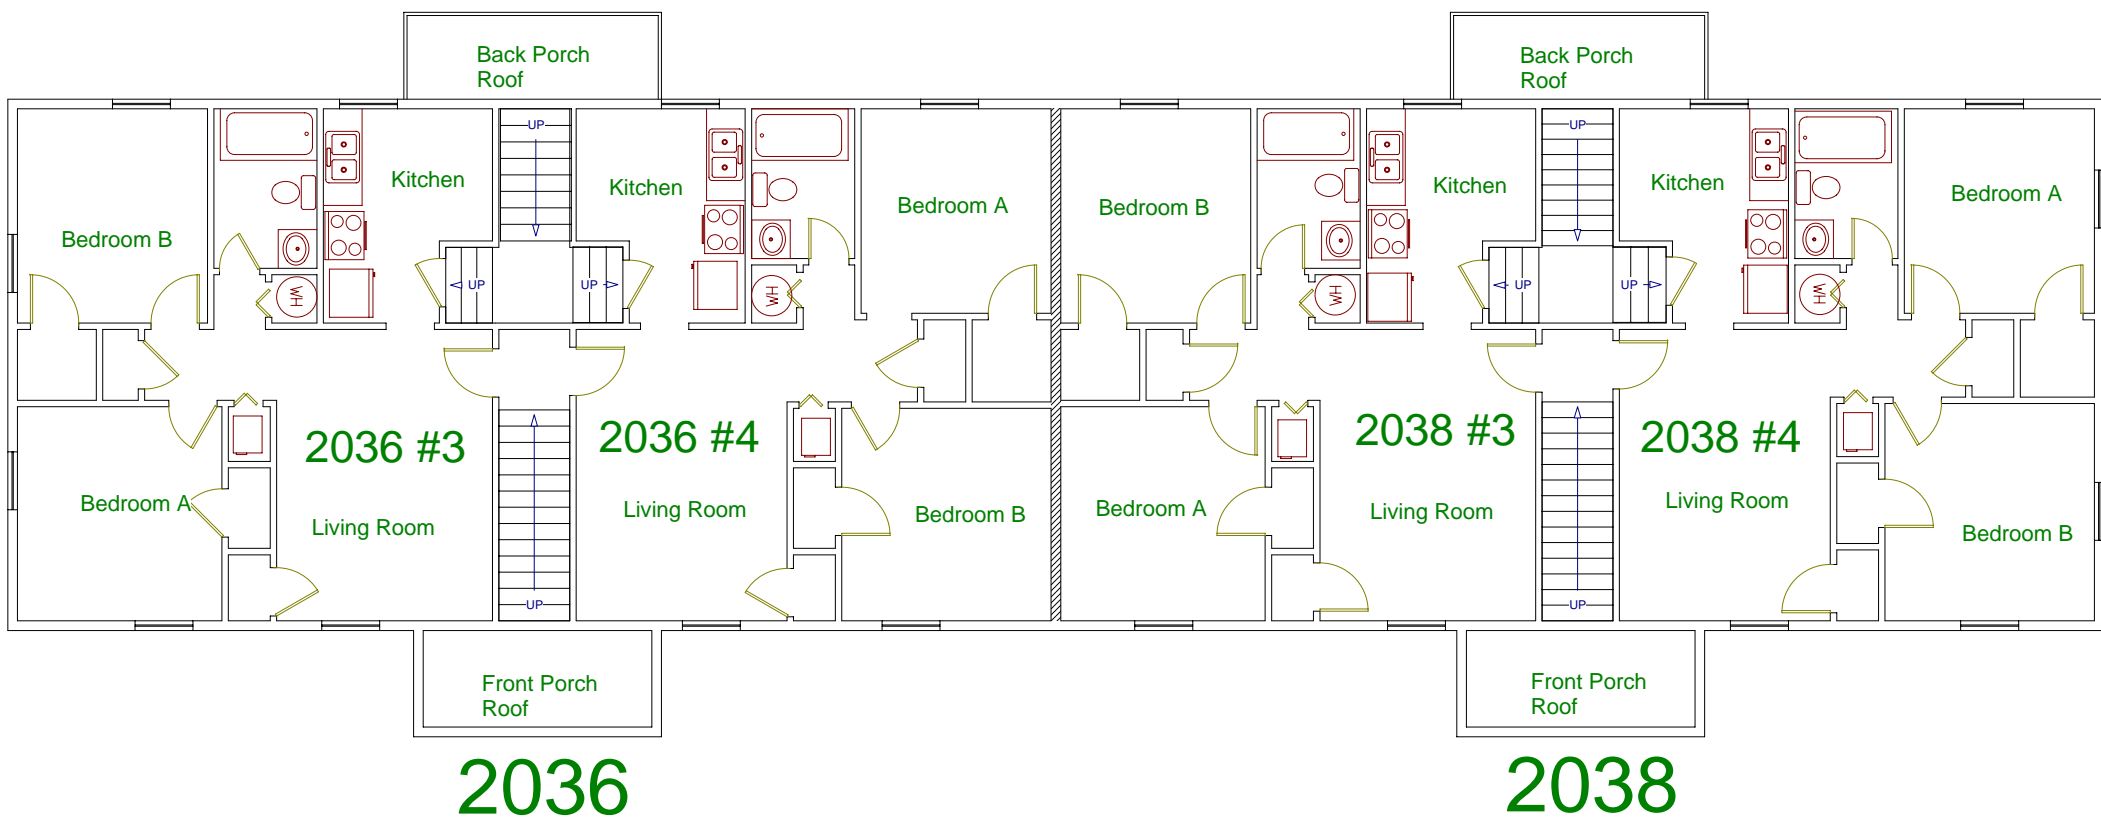 Back Porch
Roof
Back Porch
Roof
UP
UP
Kitchen
Kitchen
Kitchen
Kitchen
Bedroom B
Bedroom A
Bedroom B
Bedroom A
UP
UP
UP
UP
WH
WH
WH
WH
2036 #3
2036 #4
2038 #3
2038 #4
Bedroom A
Living Room
Living Room
Bedroom B
Bedroom A
Living Room
Living Room
Bedroom B
UP
UP
Front Porch
Roof
Front Porch
Roof
2036
2038